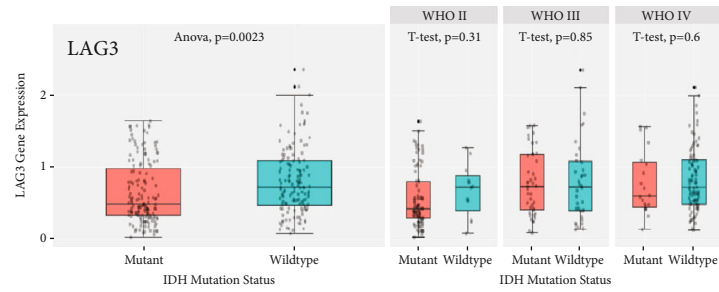 WHO II
WHO III
WHO IV
LAG3
Anova, p=0.0023
T-test, p=0.31
T-test, p=0.85
T-test, p=0.6
LAG3 Gene Expression
2
1
0
Mutant
Wildtype
Mutant Wildtype
Mutant Wildtype
Mutant Wildtype
IDH Mutation Status
IDH Mutation Status